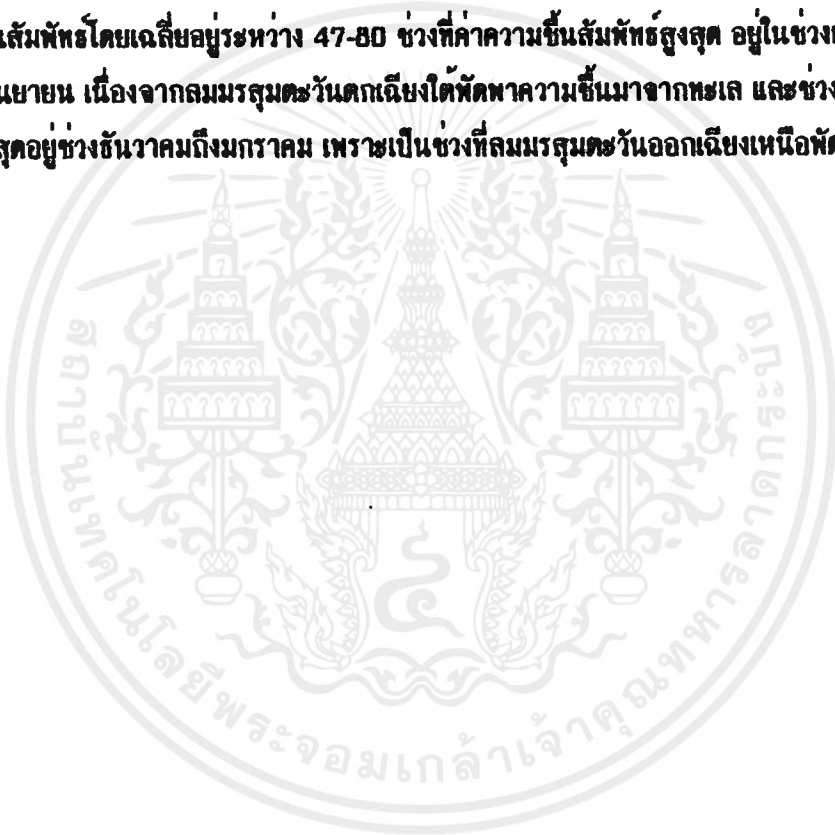 นสัมพัทธ์โดยเฉลี่ยอยู่ระหว่าง 47-80 ช่วงที่ค่าความชื้นสัมพัทธ์สูงสุด อยู่ในช่วง
นยายน เนื่องจากลมมรสุมตะวันตกเฉียงใต้พัดพาความชื้นมาจากทะเล และช่วง
สุดอยู่ช่วงธันวาคมถึงมกราคม เพราะเป็นช่วงที่ลมมรสุมตะวันออกเฉียงเหนือพัด
สถาบันเทคโนโลยีพระจอมเกล้าเจ้าคุณทหารลาดกระบัง